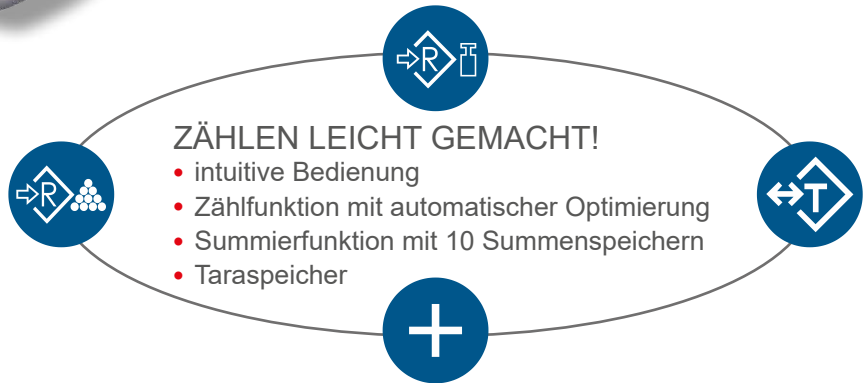 R
ZÄHLEN LEICHT GEMACHT!
• intuitive Bedienung
R
• Zählfunktion mit automatischer Optimierung
T
• Summierfunktion mit 10 Summenspeichern
• Taraspeicher
+